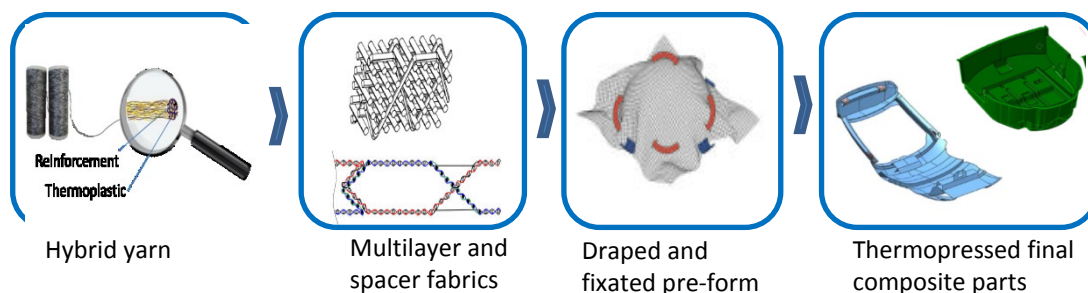 Reinforcement
Thermoplastic
Hybrid yarn
Multilayer and
spacer fabrics
Draped and
fixated pre-form
Thermopressed final
composite parts